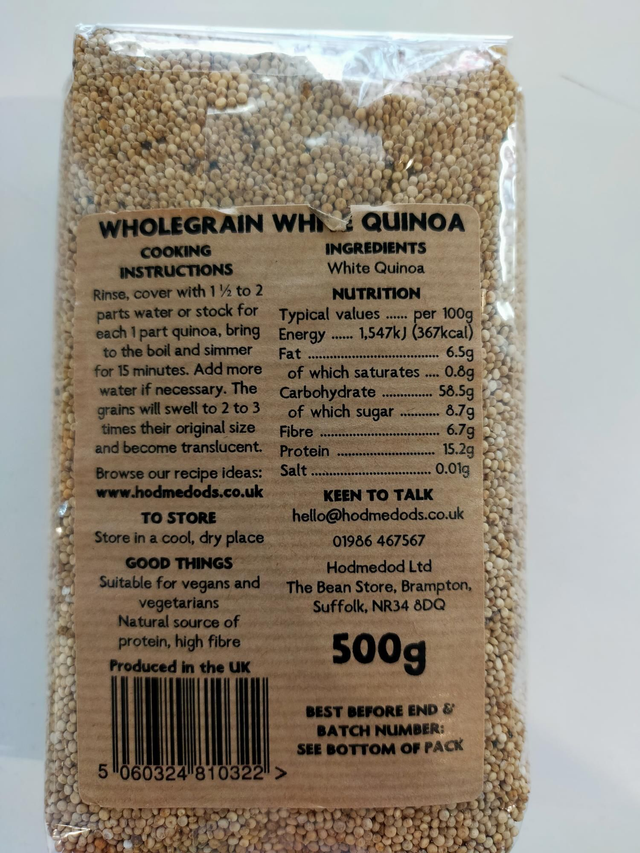 WHOLEGRAIN WHITE QUINOA
COOKING
INSTRUCTIONS
Rinse, cover with 1 ½ to 2
parts water or stock for
each 1 part quinoa, bring
to the boil and simmer
for 15 minutes. Add more
water if necessary. The
grains will swell to 2 to 3
times their original size
and become translucent.
Browse our recipe ideas:
www.hodmedods.co.uk
TO STORE
Store in a cool, dry place
GOOD THINGS
Suitable for vegans and
vegetarians
Natural source of
protein, high fibre
Produced in the UK
5 060324 810322 >
INGREDIENTS
White Quinoa
NUTRITION
Typical values ...... per 100g
Energy ...... 1,547kJ (367kcal)
Fat ................................ 6.5g
of which saturates .... 0.8g
Carbohydrate ............. 58.5g
of which sugar .......... 8.7g
Fibre ............................. 6.7g
Protein ........................ 15.2g
Salt ............................. 0.01g
KEEN TO TALK
hello@hodmedods.co.uk
01986 467567
Hodmedod Ltd
The Bean Store, Brampton,
Suffolk, NR34 8DQ
500g
BEST BEFORE END &
BATCH NUMBER:
SEE BOTTOM OF PACK